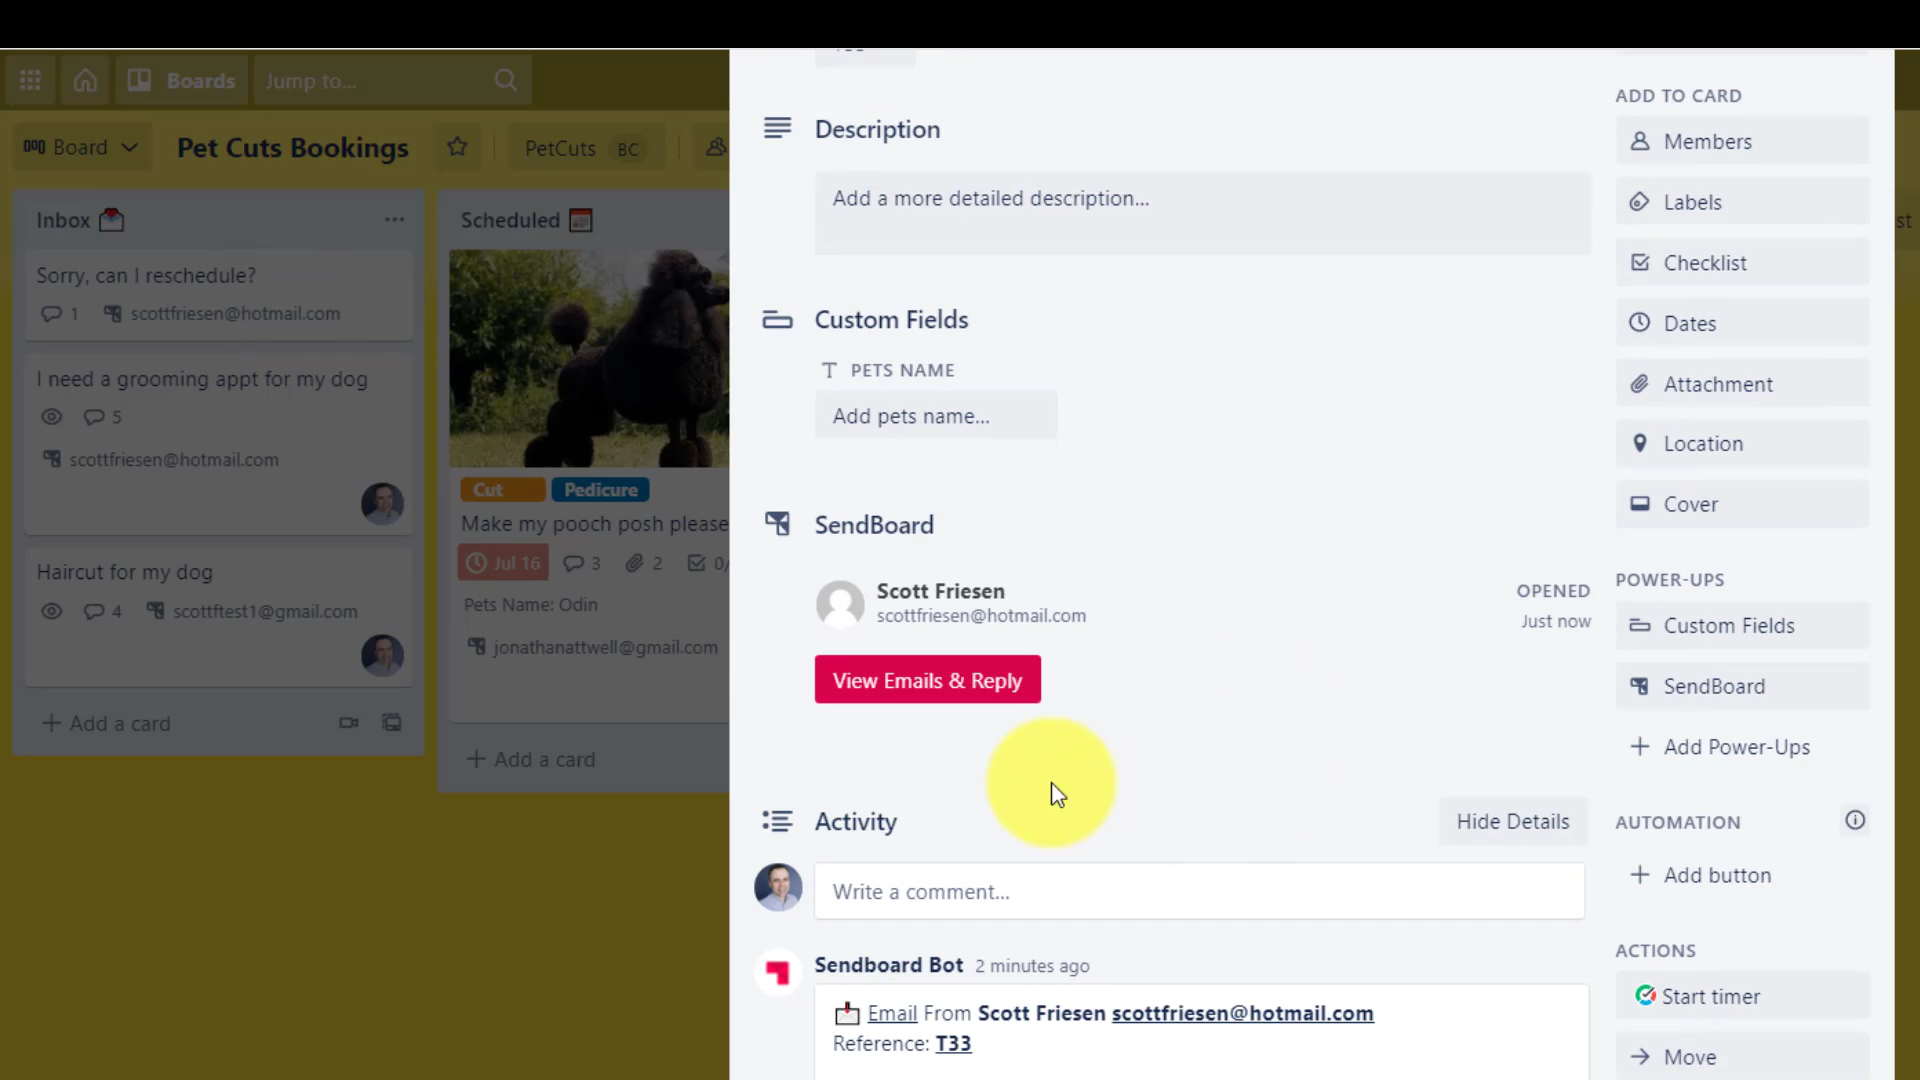 Boards
Jump to...
Board
Pet Cuts Bookings
PetCuts BC
Inbox
Sorry, can I reschedule?
1 scottfriesen@hotmail.com
I need a grooming appt for my dog
5
scottfriesen@hotmail.com
Haircut for my dog
4 scottftest1@gmail.com
+ Add a card
Scheduled
Cut Pedicure
Make my pooch posh please
Jul 16 3 2 0/
Pets Name: Odin
jonathanattwell@gmail.com
+ Add a card
Description
Add a more detailed description...
Custom Fields
PETS NAME
Add pets name...
SendBoard
Scott Friesen
scottfriesen@hotmail.com
OPENED
Just now
View Emails & Reply
Activity
Hide Details
Write a comment...
Sendboard Bot 2 minutes ago
Email From Scott Friesen scottfriesen@hotmail.com
Reference: T33
ADD TO CARD
Members
Labels
Checklist
Dates
Attachment
Location
Cover
POWER-UPS
Custom Fields
SendBoard
+ Add Power-Ups
AUTOMATION
+ Add button
ACTIONS
Start timer
Move
st